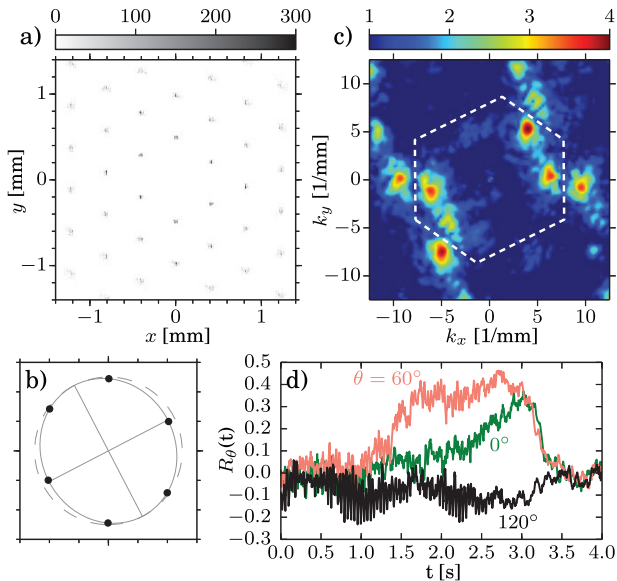 0 100 200 300
1 2 3 4
a)
c)
1
0
−1
y [mm]
−1 0 1
x [mm]
10
5
0
−5
−10
k_y [1/mm]
−10 −5 0 5 10
k_x [1/mm]
b)
d)
0.5
0.4
0.3
0.2
0.1
0.0
−0.1
−0.2
−0.3
R_θ(t)
θ = 60°
0°
120°
0.0 0.5 1.0 1.5 2.0 2.5 3.0 3.5 4.0
t [s]